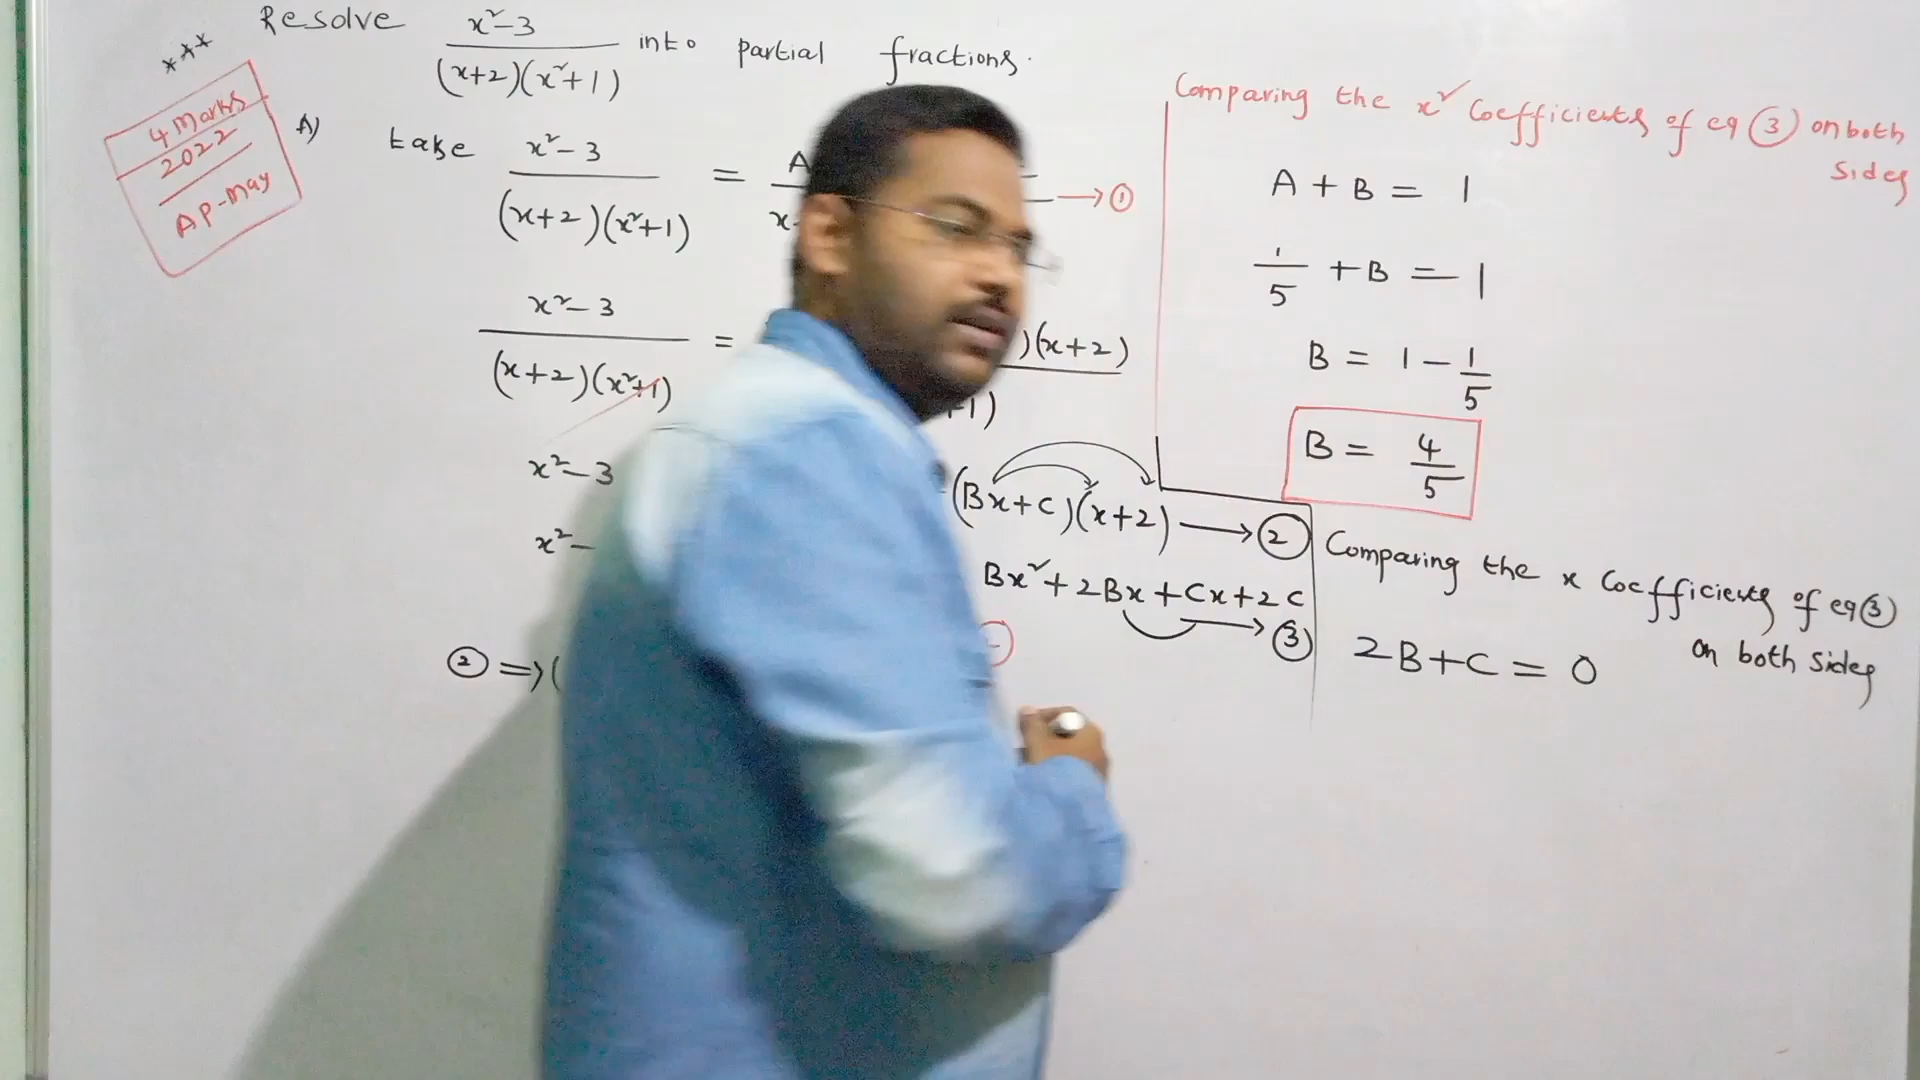 Resolve x²-3 / (x+2)(x²+1) into partial fractions.
***
4 Marks
2022
AP-May
A)
take x²-3 / (x+2)(x²+1) = A / x → ①
x²-3 / (x+2)(x²+1) = )(x+2) / +1)
x²-3 (Bx+C)(x+2) → ②
x²- Bx²+2Bx+Cx+2C
→ ③
② ⇒ (
Comparing the x² Coefficients of eq ③ on both
sides
A + B = 1
1/5 + B = 1
B = 1 - 1/5
B = 4/5
Comparing the x Coefficients of eq ③
on both sides
2B+C = 0